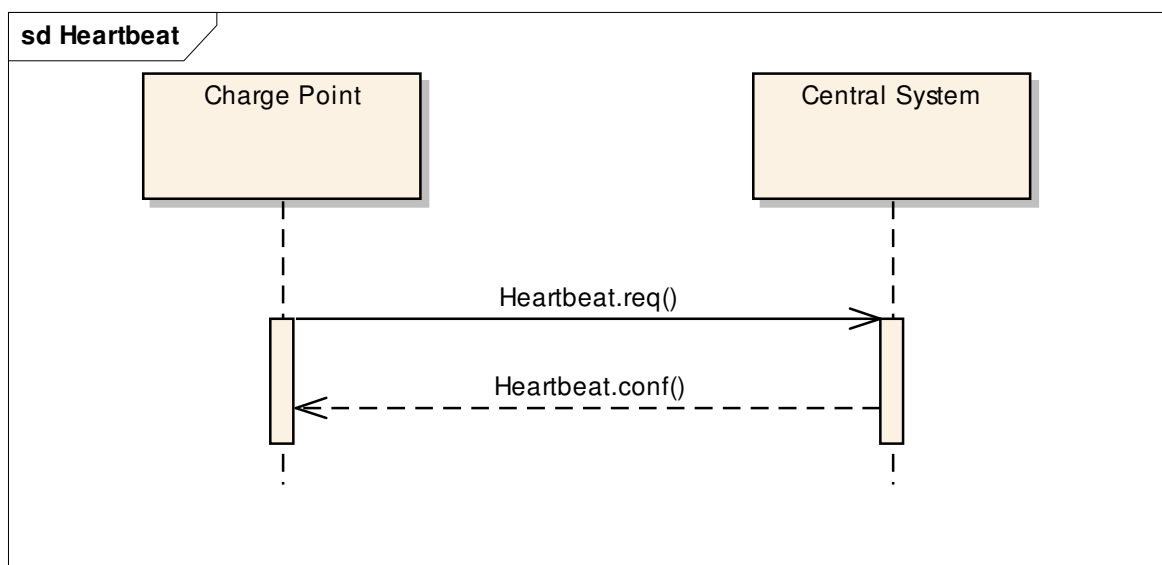 sd Heartbeat
Charge Point
Central System
Heartbeat.req()
Heartbeat.conf()